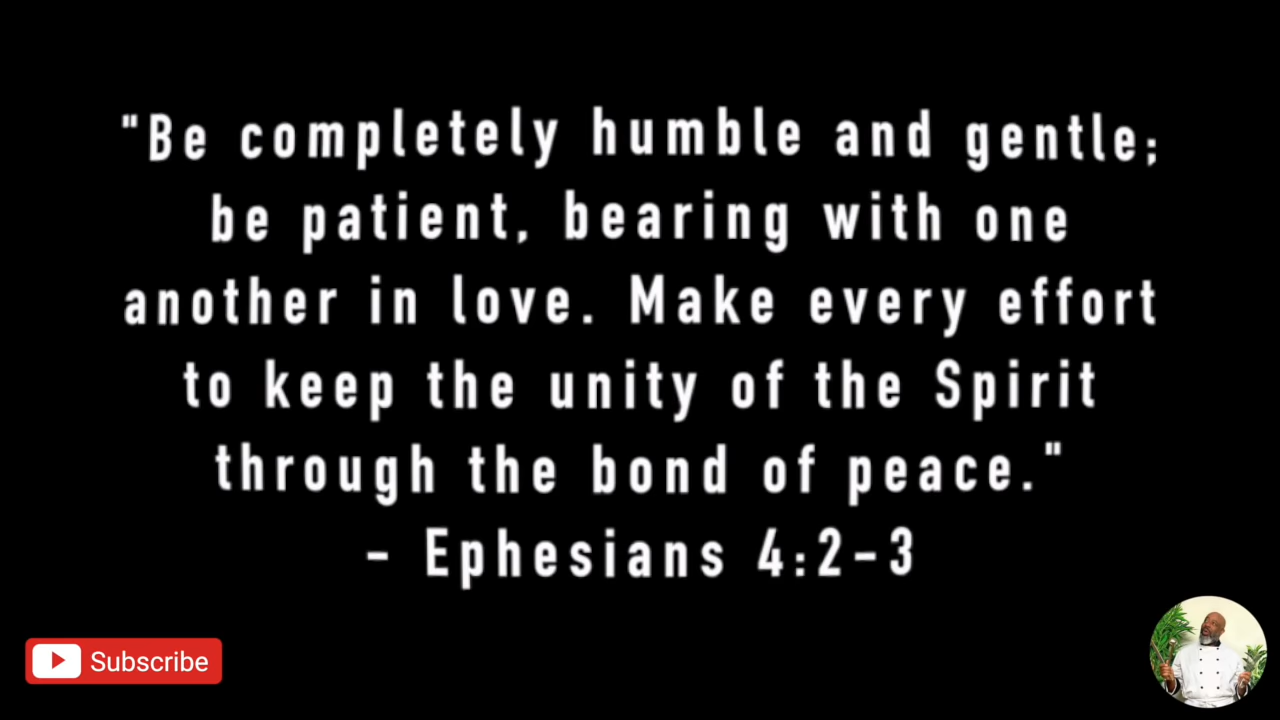 "Be completely humble and gentle;
be patient, bearing with one
another in love. Make every effort
to keep the unity of the Spirit
through the bond of peace."
- Ephesians 4:2-3
Subscribe